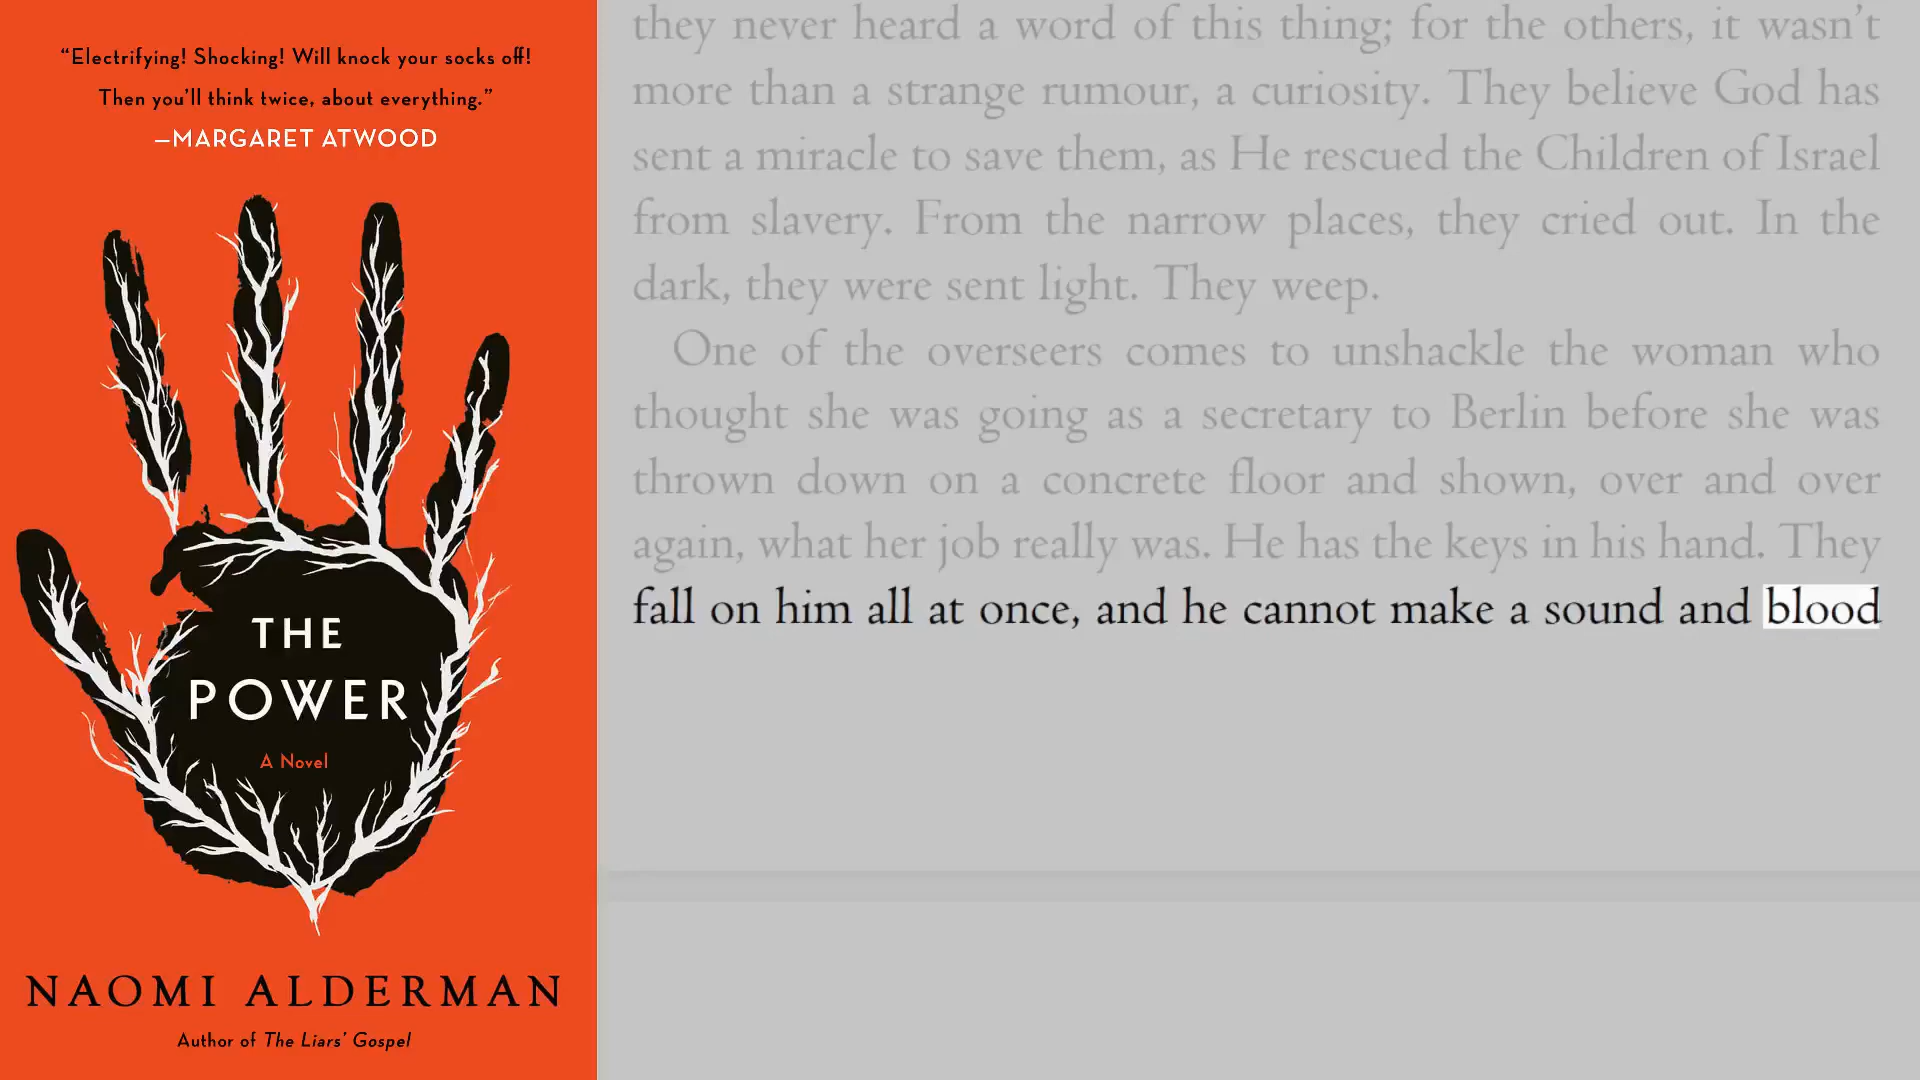 “Electrifying! Shocking! Will knock your socks off!
Then you’ll think twice, about everything.”
—MARGARET ATWOOD
THE
POWER
A Novel
NAOMI ALDERMAN
Author of The Liars’ Gospel
they never heard a word of this thing; for the others, it wasn’t
more than a strange rumour, a curiosity. They believe God has
sent a miracle to save them, as He rescued the Children of Israel
from slavery. From the narrow places, they cried out. In the
dark, they were sent light. They weep.
One of the overseers comes to unshackle the woman who
thought she was going as a secretary to Berlin before she was
thrown down on a concrete floor and shown, over and over
again, what her job really was. He has the keys in his hand. They
fall on him all at once, and he cannot make a sound and blood